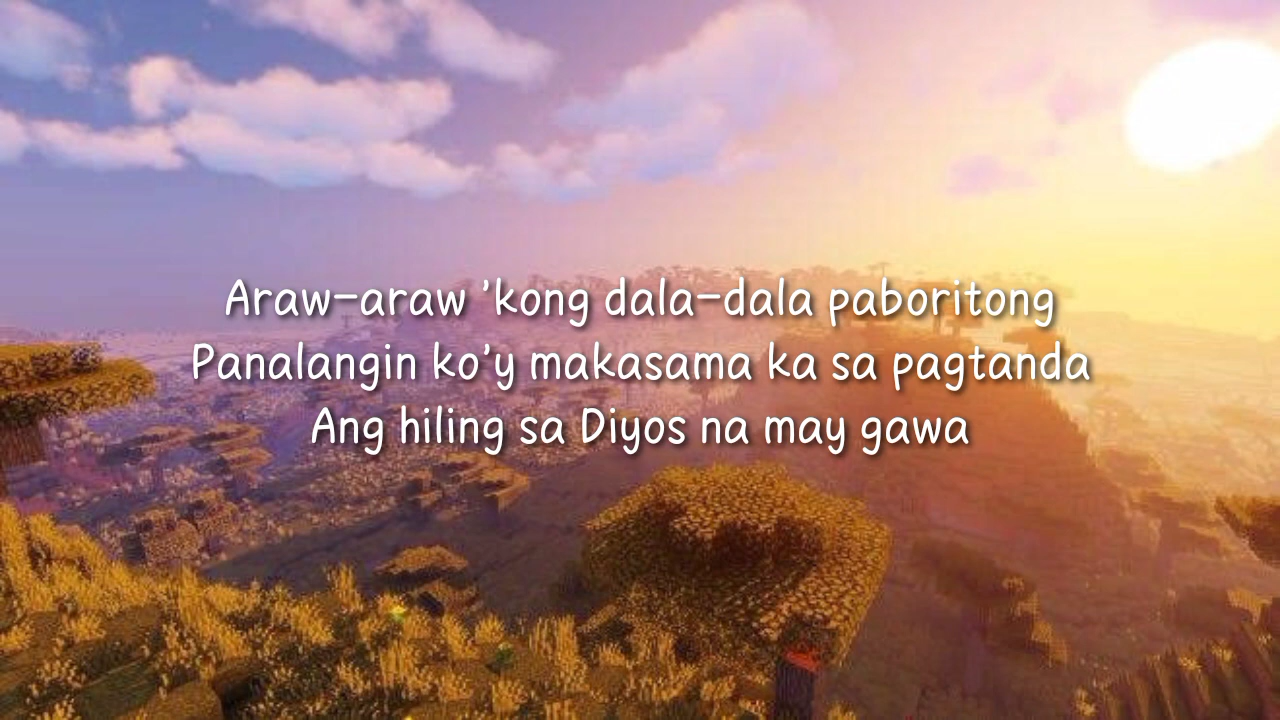 Araw-araw 'kong dala-dala paboritong
Panalangin ko'y makasama ka sa pagtanda
Ang hiling sa Diyos na may gawa